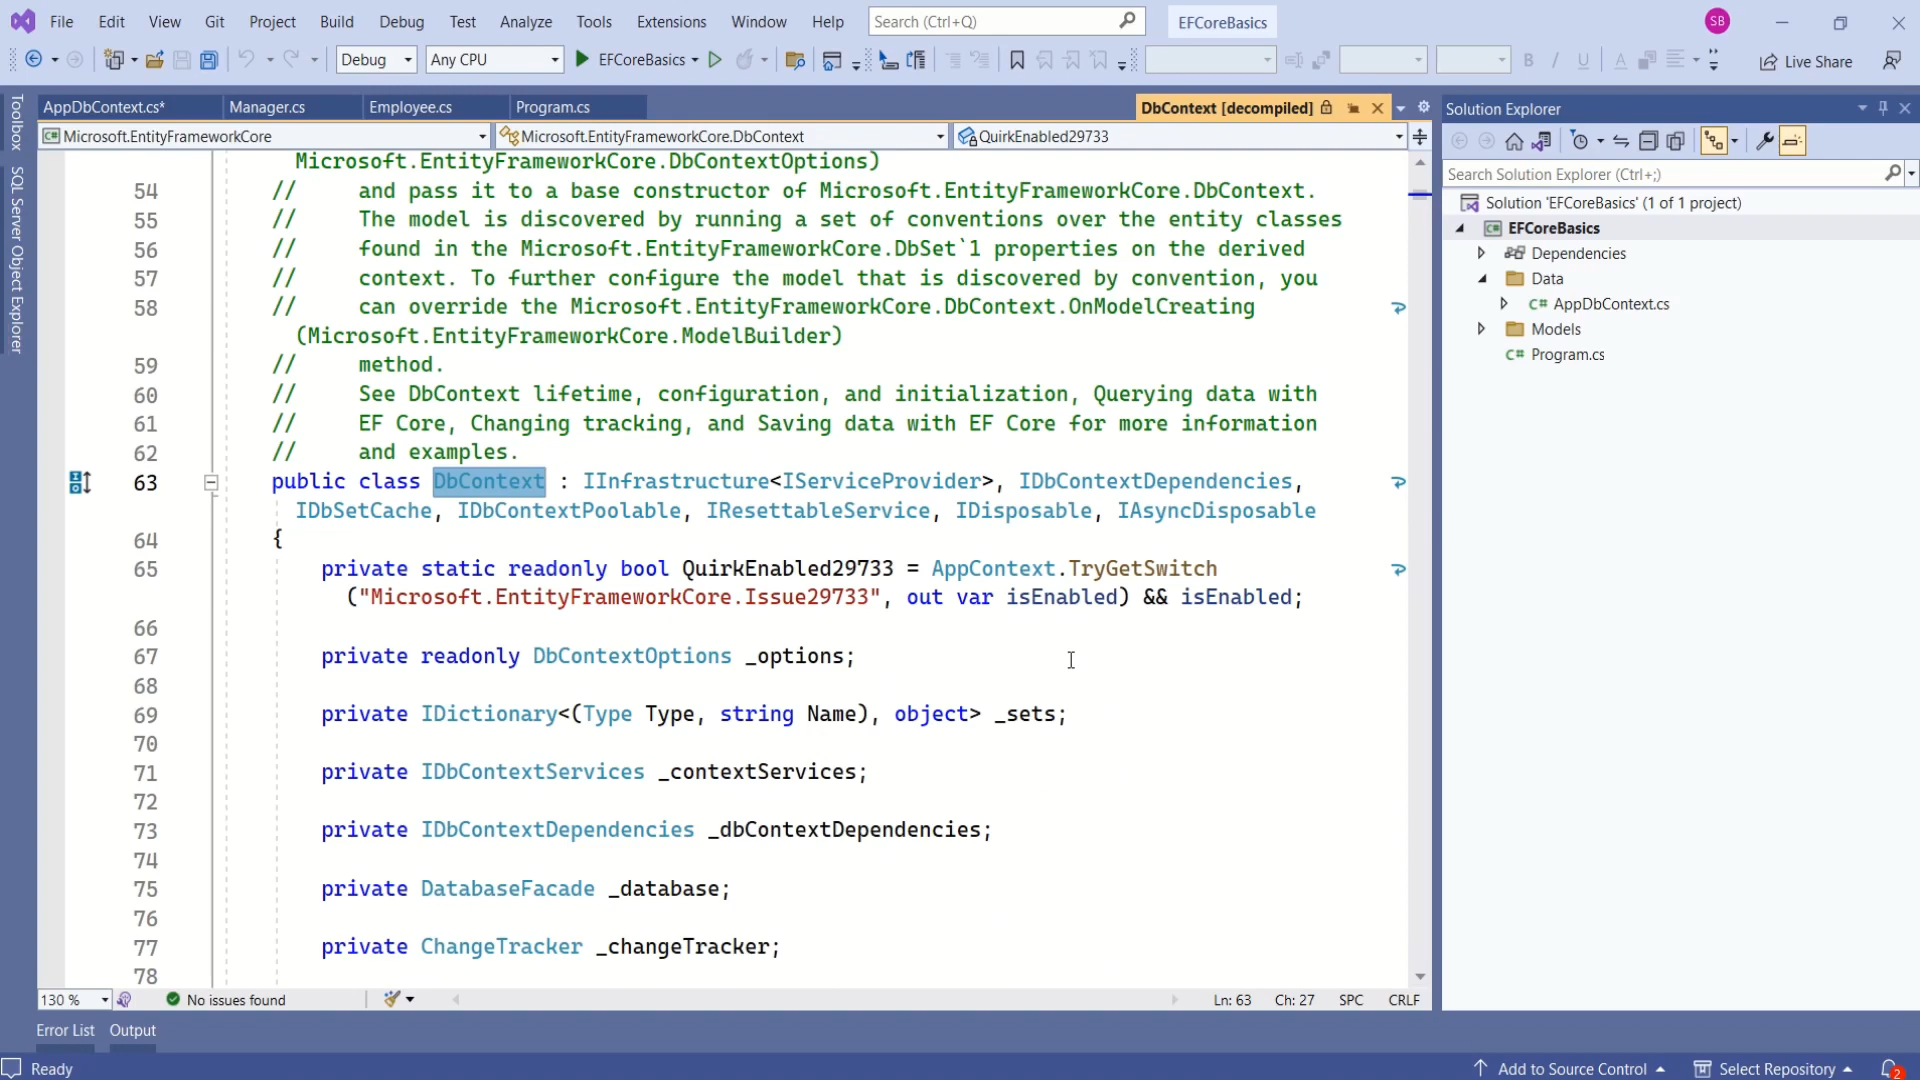 File Edit View Git Project Build Debug Test Analyze Tools Extensions Window Help Search (Ctrl+Q) EFCoreBasics SB
Debug Any CPU EFCoreBasics Live Share
AppDbContext.cs* Manager.cs Employee.cs Program.cs DbContext [decompiled]
Microsoft.EntityFrameworkCore Microsoft.EntityFrameworkCore.DbContext QuirkEnabled29733
Toolbox
SQL Server Object Explorer
Microsoft.EntityFrameworkCore.DbContextOptions)
54 // and pass it to a base constructor of Microsoft.EntityFrameworkCore.DbContext.
55 // The model is discovered by running a set of conventions over the entity classes
56 // found in the Microsoft.EntityFrameworkCore.DbSet`1 properties on the derived
57 // context. To further configure the model that is discovered by convention, you
58 // can override the Microsoft.EntityFrameworkCore.DbContext.OnModelCreating
(Microsoft.EntityFrameworkCore.ModelBuilder)
59 // method.
60 // See DbContext lifetime, configuration, and initialization, Querying data with
61 // EF Core, Changing tracking, and Saving data with EF Core for more information
62 // and examples.
63 public class DbContext : IInfrastructure<IServiceProvider>, IDbContextDependencies,
IDbSetCache, IDbContextPoolable, IResettableService, IDisposable, IAsyncDisposable
64 {
65 private static readonly bool QuirkEnabled29733 = AppContext.TryGetSwitch
("Microsoft.EntityFrameworkCore.Issue29733", out var isEnabled) && isEnabled;
66
67 private readonly DbContextOptions _options;
68
69 private IDictionary<(Type Type, string Name), object> _sets;
70
71 private IDbContextServices _contextServices;
72
73 private IDbContextDependencies _dbContextDependencies;
74
75 private DatabaseFacade _database;
76
77 private ChangeTracker _changeTracker;
78
130 % No issues found Ln: 63 Ch: 27 SPC CRLF
Error List Output
Solution Explorer
Search Solution Explorer (Ctrl+;)
Solution 'EFCoreBasics' (1 of 1 project)
EFCoreBasics
Dependencies
Data
C# AppDbContext.cs
Models
C# Program.cs
Ready Add to Source Control Select Repository 2